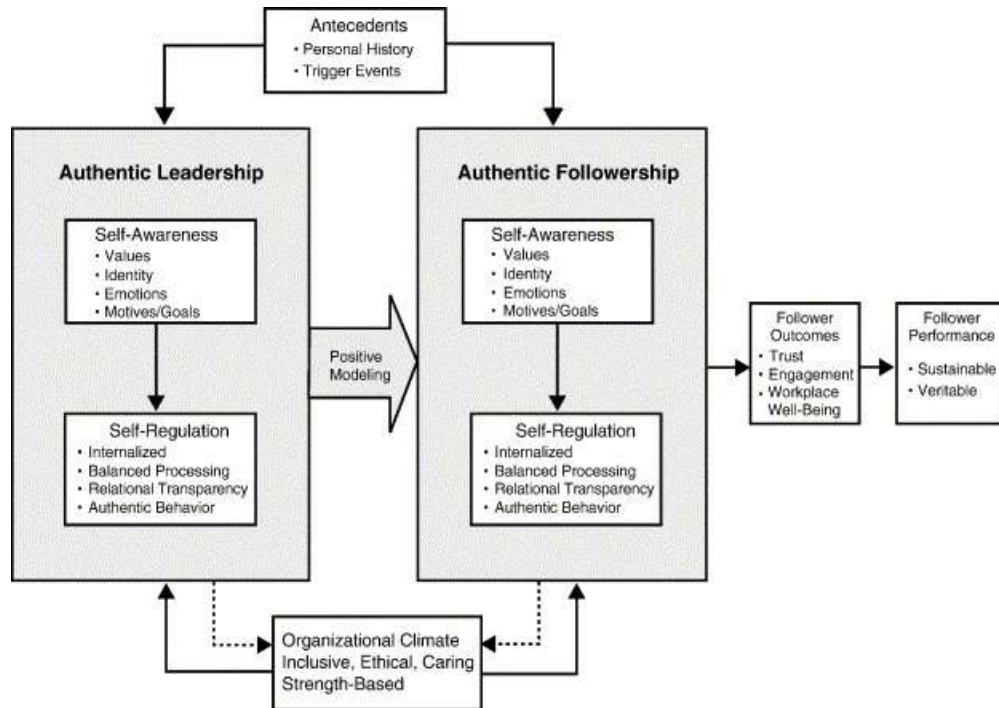 Antecedents
• Personal History
• Trigger Events
Authentic Leadership
Self-Awareness
• Values
• Identity
• Emotions
• Motives/Goals
Self-Regulation
• Internalized
• Balanced Processing
• Relational Transparency
• Authentic Behavior
Positive
Modeling
Authentic Followership
Self-Awareness
• Values
• Identity
• Emotions
• Motives/Goals
Self-Regulation
• Internalized
• Balanced Processing
• Relational Transparency
• Authentic Behavior
Follower
Outcomes
• Trust
• Engagement
• Workplace
Well-Being
Follower
Performance
• Sustainable
• Veritable
Organizational Climate
Inclusive, Ethical, Caring
Strength-Based